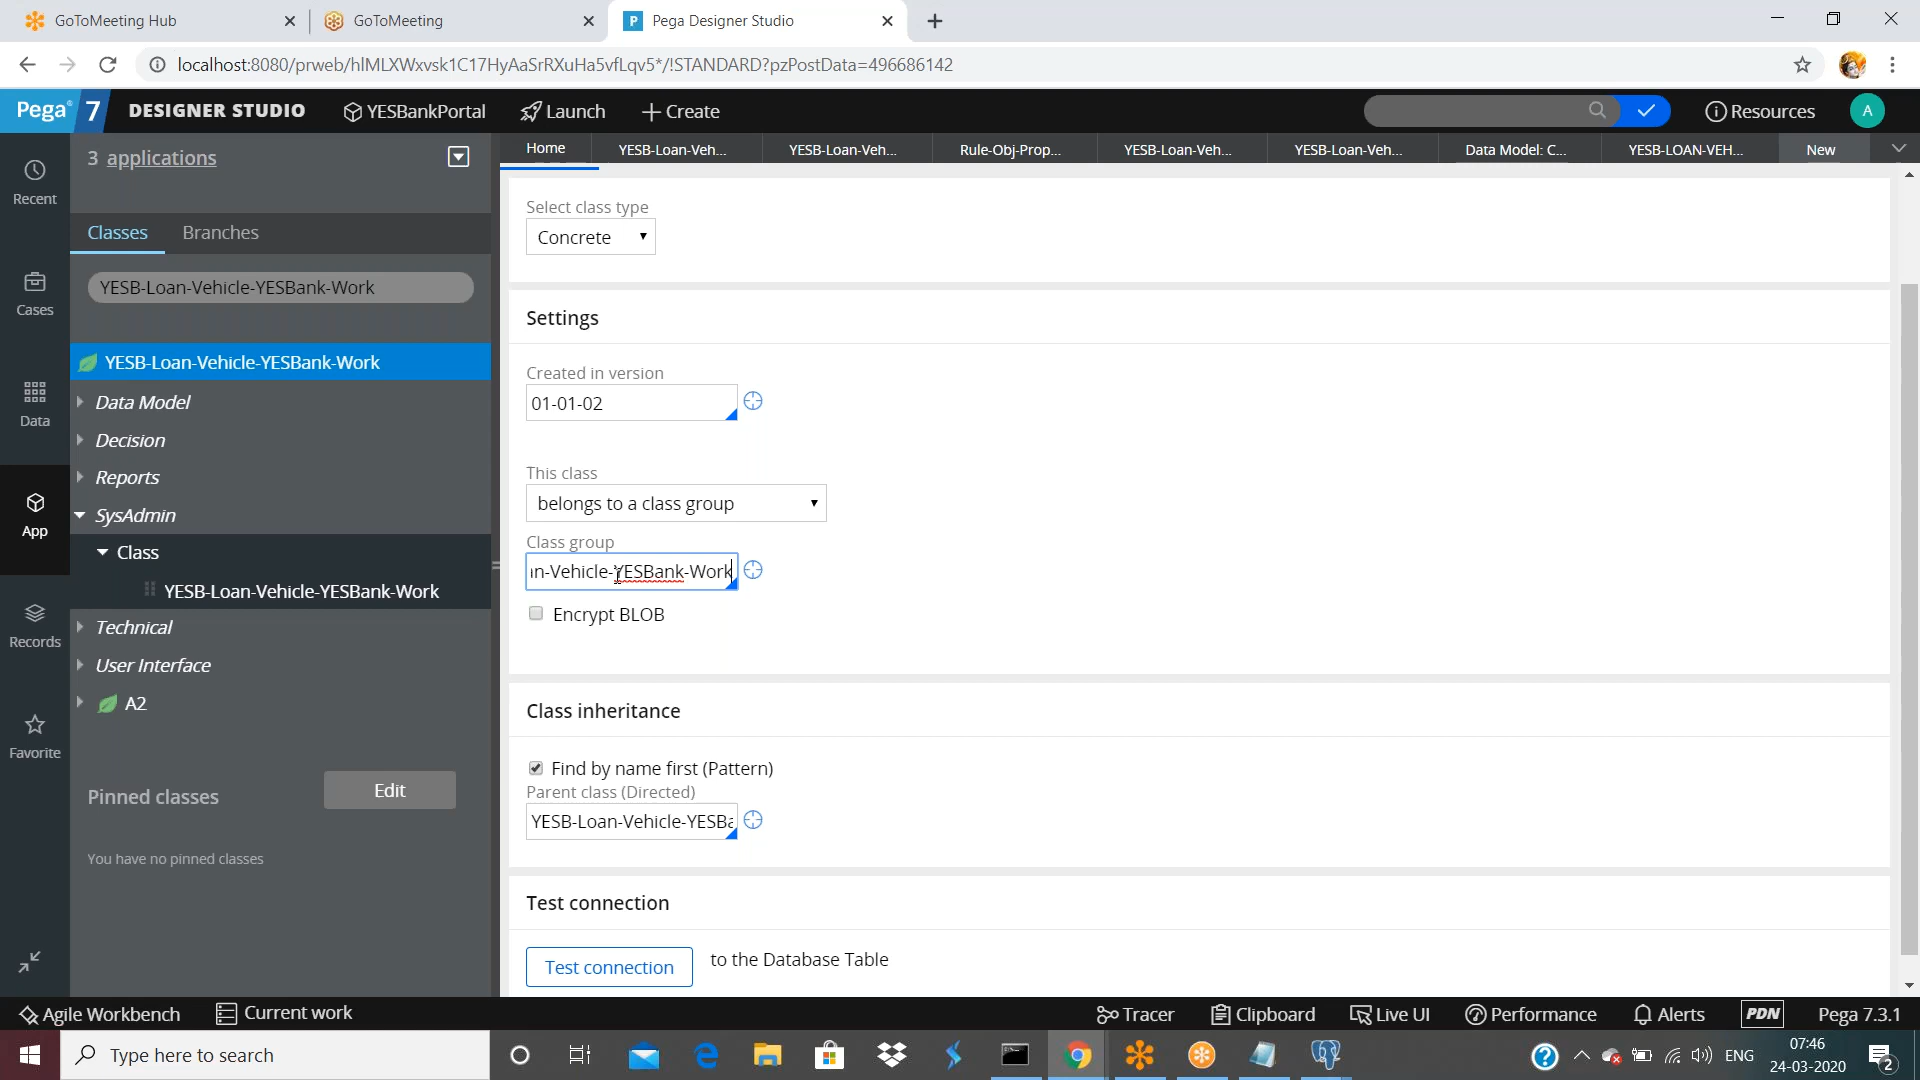 GoToMeeting Hub
GoToMeeting
P Pega Designer Studio
localhost:8080/prweb/hIMLXWxvsk1C17HyAaSrRXuHa5vfLqv5*/!STANDARD?pzPostData=496686142
Pega 7 DESIGNER STUDIO YESBankPortal Launch Create Resources A
3 applications
Home YESB-Loan-Veh... YESB-Loan-Veh... Rule-Obj-Prop... YESB-Loan-Veh... YESB-Loan-Veh... Data Model: C... YESB-LOAN-VEH... New
Recent
Cases
Data
App
Records
Favorite
Classes Branches
YESB-Loan-Vehicle-YESBank-Work
YESB-Loan-Vehicle-YESBank-Work
Data Model
Decision
Reports
SysAdmin
Class
YESB-Loan-Vehicle-YESBank-Work
Technical
User Interface
A2
Pinned classes Edit
You have no pinned classes
Select class type
Concrete
Settings
Created in version
01-01-02
This class
belongs to a class group
Class group
n-Vehicle-YESBank-Work
Encrypt BLOB
Class inheritance
Find by name first (Pattern)
Parent class (Directed)
YESB-Loan-Vehicle-YESBa
Test connection
Test connection to the Database Table
Agile Workbench Current work Tracer Clipboard Live UI Performance Alerts PDN Pega 7.3.1
Type here to search
ENG
07:46
24-03-2020
2